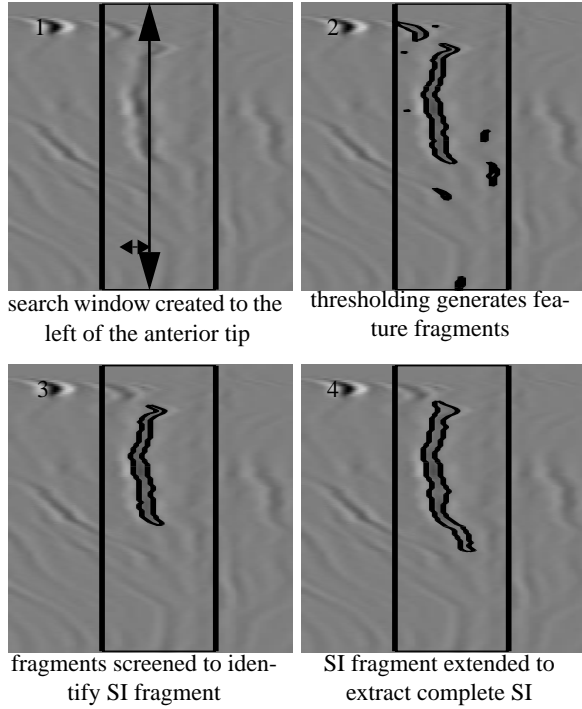 1
2
search window created to the
left of the anterior tip
thresholding generates fea-
ture fragments
3
4
fragments screened to iden-
tify SI fragment
SI fragment extended to
extract complete SI